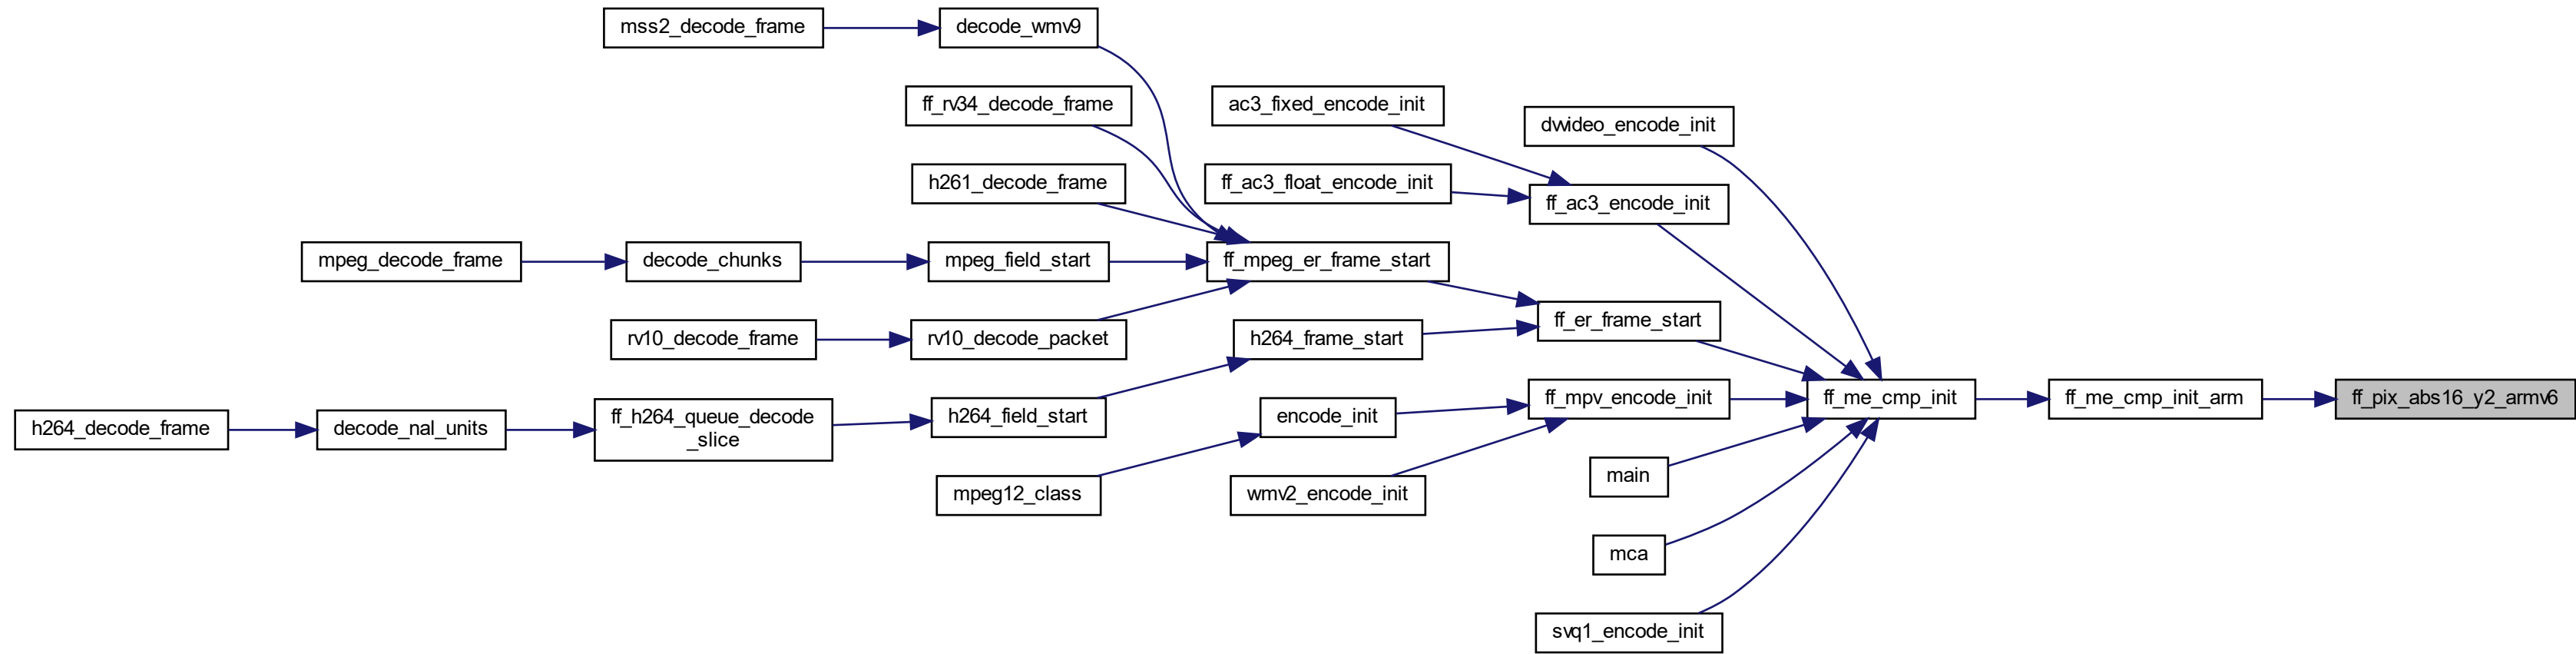 mss2_decode_frame
decode_wmv9
ff_rv34_decode_frame
ac3_fixed_encode_init
dvvideo_encode_init
h261_decode_frame
ff_ac3_float_encode_init
ff_ac3_encode_init
mpeg_decode_frame
decode_chunks
mpeg_field_start
ff_mpeg_er_frame_start
rv10_decode_frame
rv10_decode_packet
h264_frame_start
ff_er_frame_start
h264_decode_frame
decode_nal_units
ff_h264_queue_decode
_slice
h264_field_start
encode_init
ff_mpv_encode_init
ff_me_cmp_init
ff_me_cmp_init_arm
ff_pix_abs16_y2_armv6
mpeg12_class
wmv2_encode_init
main
mca
svq1_encode_init